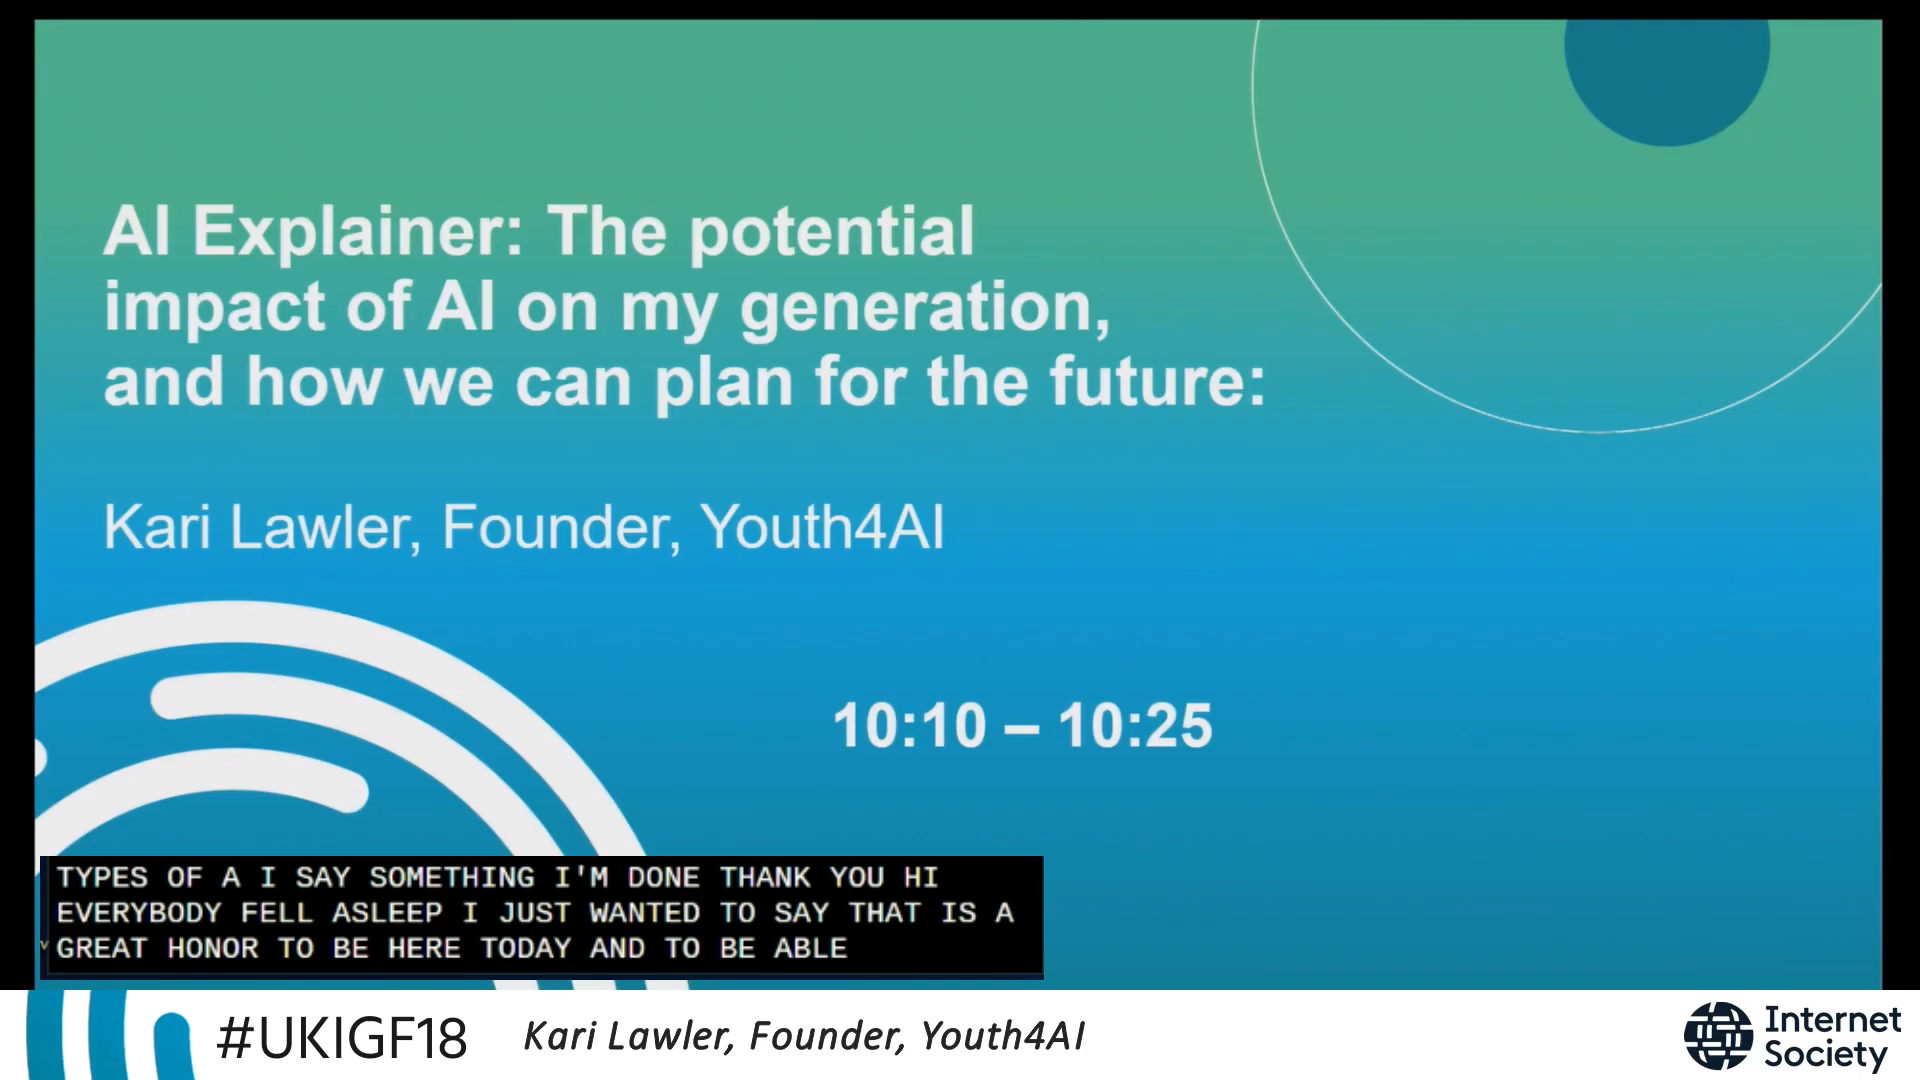 AI Explainer: The potential
impact of AI on my generation,
and how we can plan for the future:
Kari Lawler, Founder, Youth4AI
10:10 – 10:25
TYPES OF A I SAY SOMETHING I'M DONE THANK YOU HI
EVERYBODY FELL ASLEEP I JUST WANTED TO SAY THAT IS A
GREAT HONOR TO BE HERE TODAY AND TO BE ABLE
#UKIGF18
Kari Lawler, Founder, Youth4AI
Internet
Society